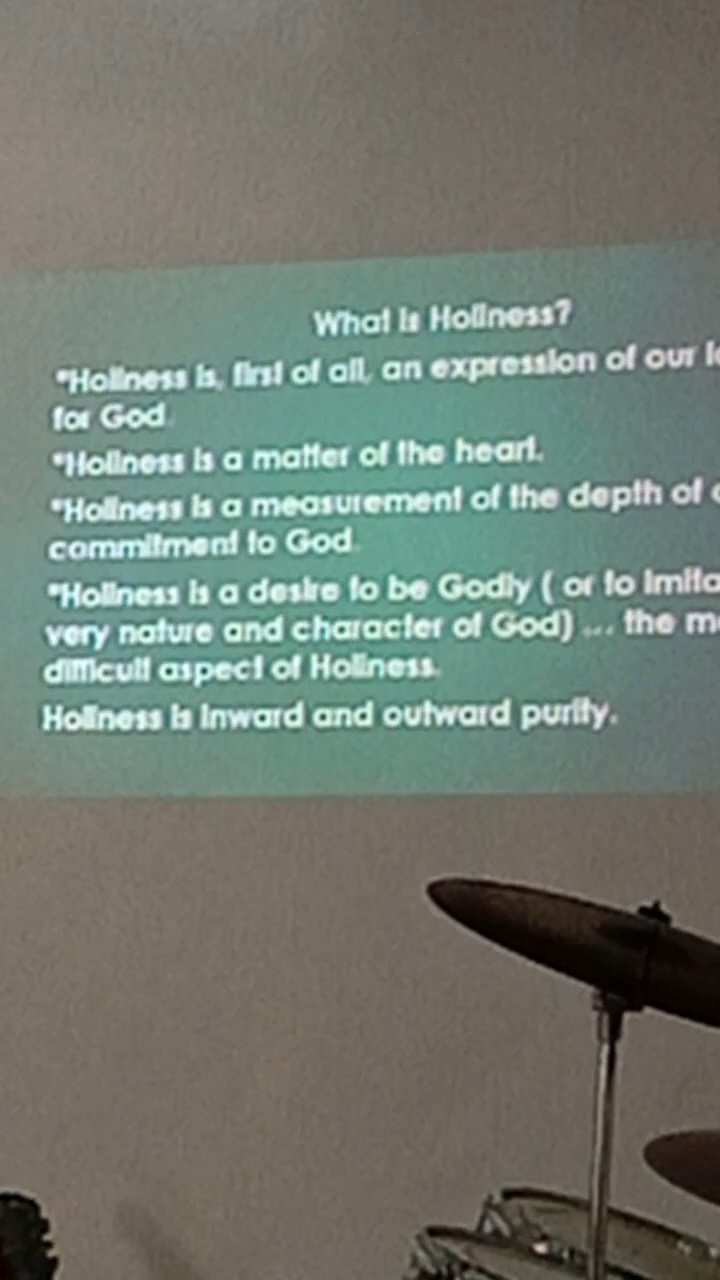 What is Holiness?
*Holiness is, first of all, an expression of our
for God.
*Holiness is a matter of the heart.
*Holiness is a measurement of the depth of
commitment to God.
*Holiness is a desire to be Godly ( or to
very nature and character of God) ... the
difficult aspect of Holiness.
Holiness is inward and outward purity.